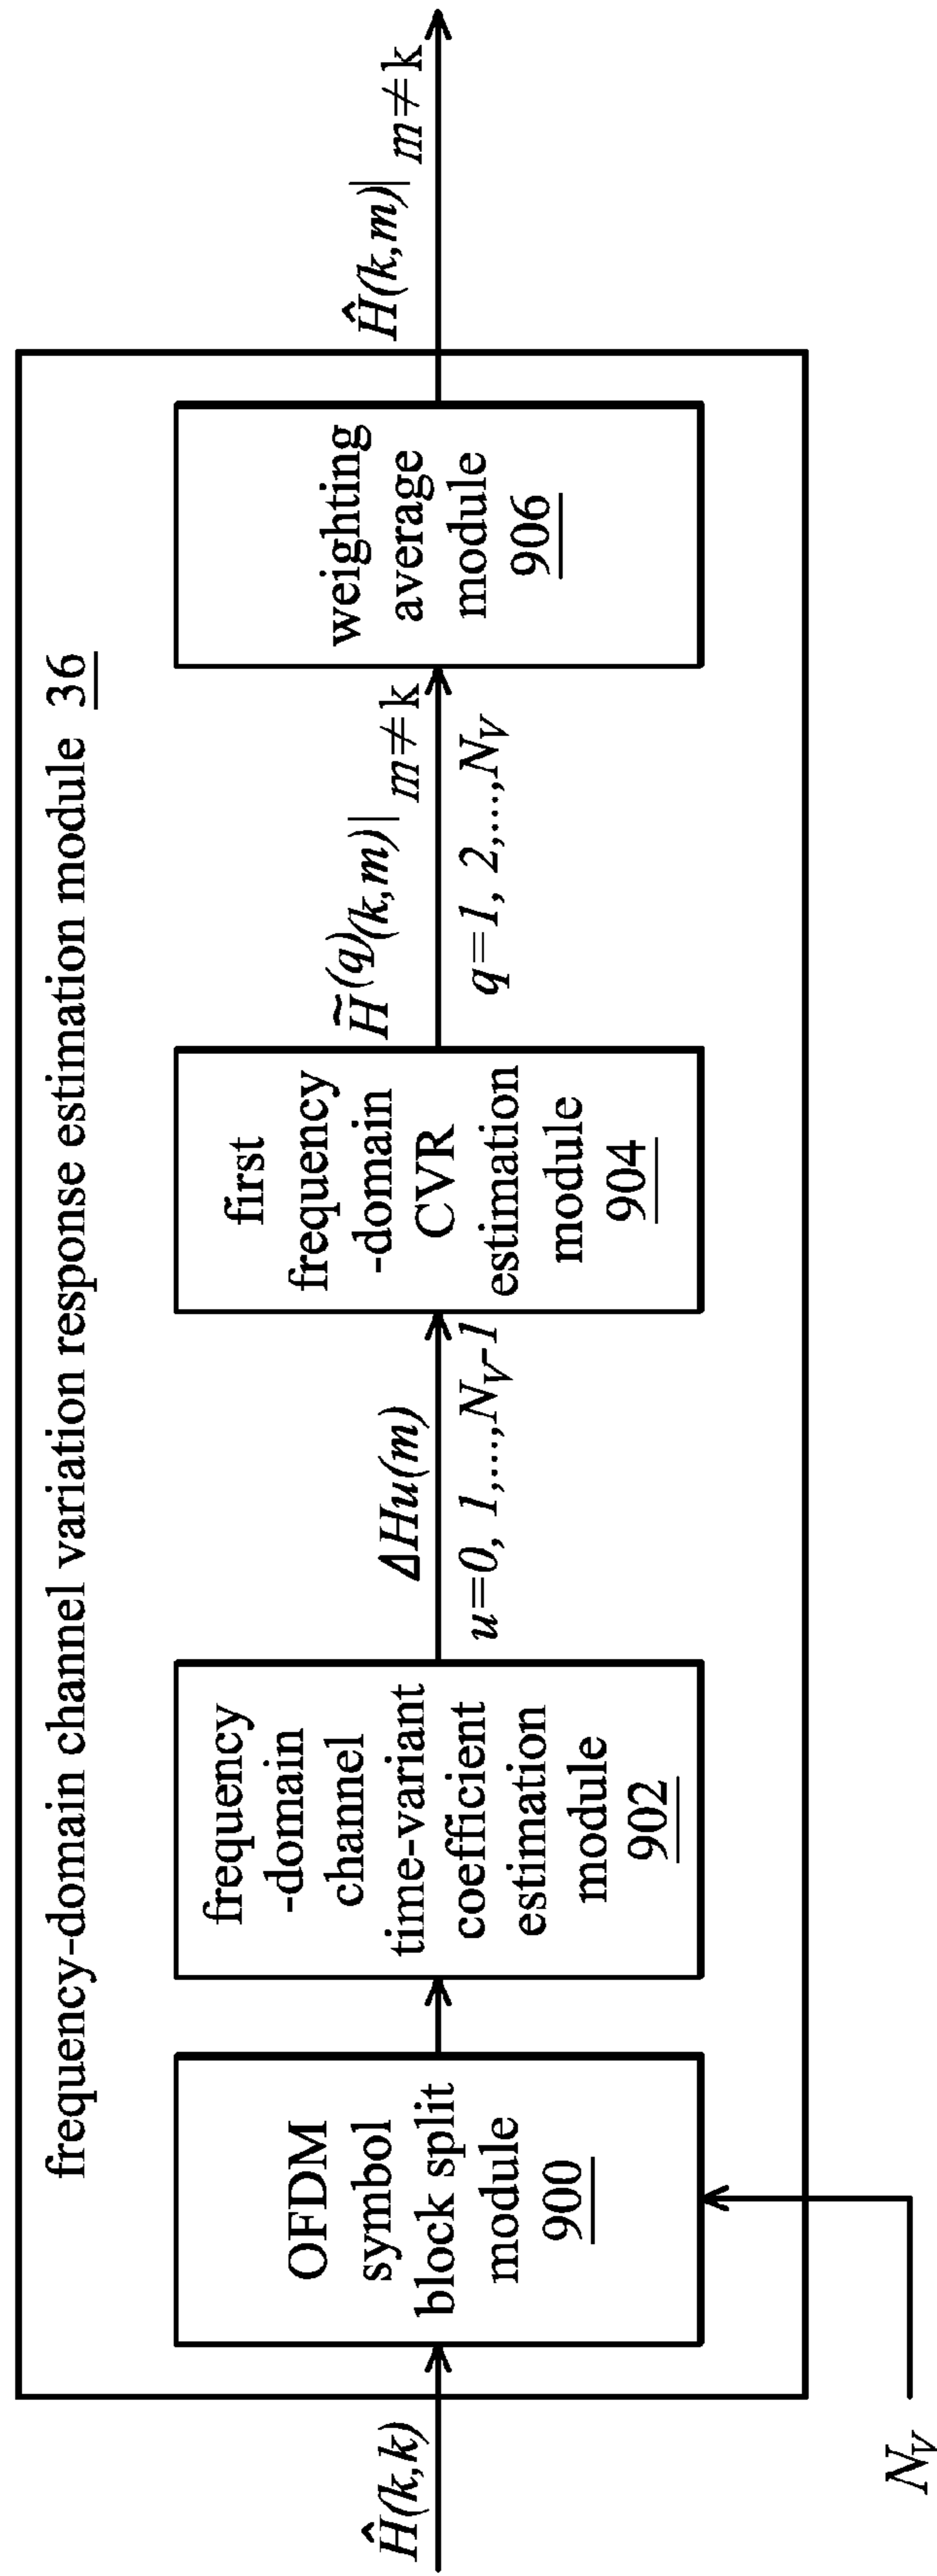 frequency-domain channel variation response estimation module 36
Ĥ(k,k)
N_V
OFDM
symbol
block split
module
900
frequency
-domain
channel
time-variant
coefficient
estimation
module
902
ΔHu(m)
u=0, 1,...,N_V-1
first
frequency
-domain
CVR
estimation
module
904
H̃^(q)(k,m)| m≠k
q=1, 2,...,N_V
weighting
average
module
906
Ĥ(k,m)| m≠k